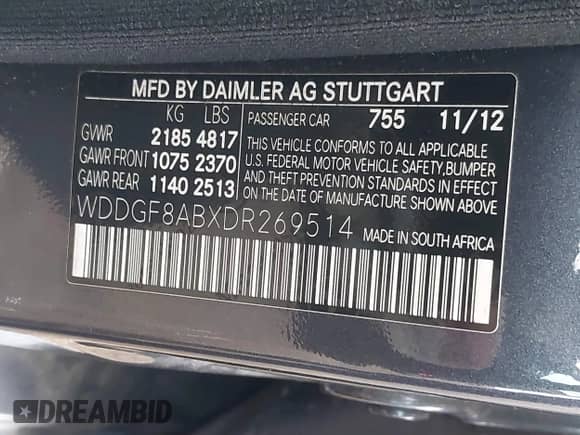 MFD BY DAIMLER AG STUTTGART
KG LBS
PASSENGER CAR 755 11/12
GVWR 2185 4817
GAWR FRONT 1075 2370
GAWR REAR 1140 2513
THIS VEHICLE CONFORMS TO ALL APPLICABLE
U.S. FEDERAL MOTOR VEHICLE SAFETY,BUMPER
AND THEFT PREVENTION STANDARDS IN EFFECT
ON THE DATE OF MANUFACTURE SHOWN ABOVE
WDDGF8ABXDR269514 MADE IN SOUTH AFRICA
DREAMBID